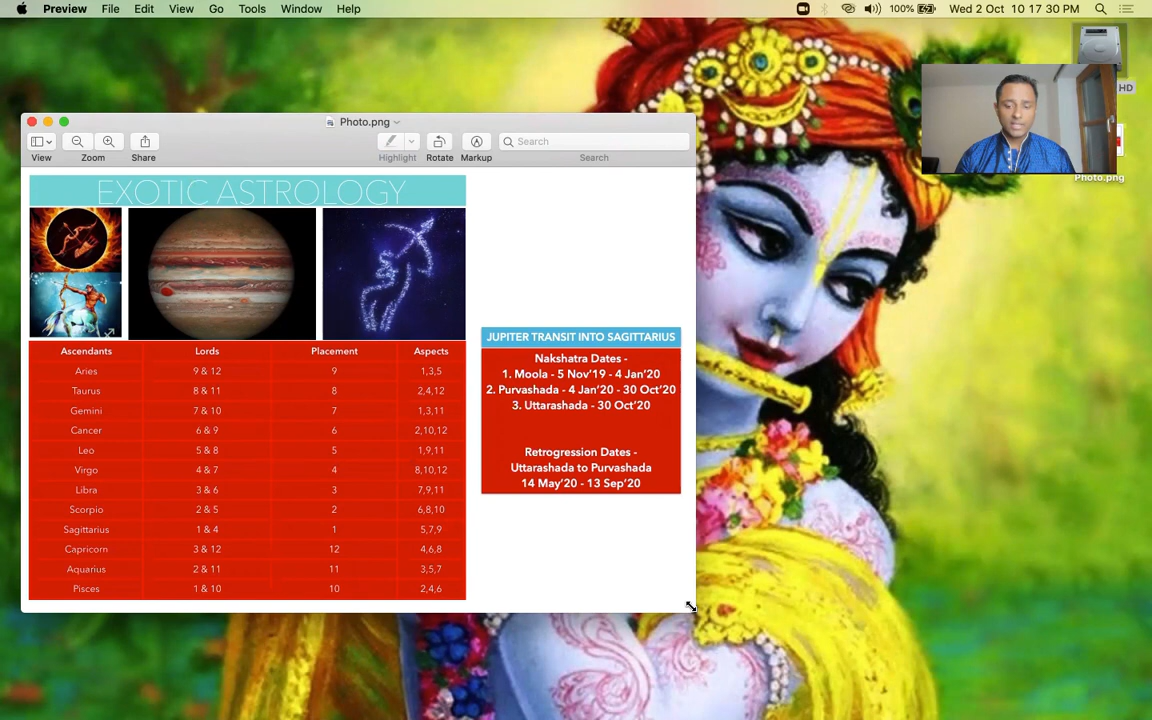 Preview File Edit View Go Tools Window Help 100% Wed 2 Oct 10 17 30 PM
HD
Photo.png
Photo.png
View Zoom Share Highlight Rotate Markup Search
Search
EXOTIC ASTROLOGY
Ascendants Lords Placement Aspects
Aries 9 & 12 9 1,3,5
Taurus 8 & 11 8 2,4,12
Gemini 7 & 10 7 1,3,11
Cancer 6 & 9 6 2,10,12
Leo 5 & 8 5 1,9,11
Virgo 4 & 7 4 8,10,12
Libra 3 & 6 3 7,9,11
Scorpio 2 & 5 2 6,8,10
Sagittarius 1 & 4 1 5,7,9
Capricorn 3 & 12 12 4,6,8
Aquarius 2 & 11 11 3,5,7
Pisces 1 & 10 10 2,4,6
JUPITER TRANSIT INTO SAGITTARIUS
Nakshatra Dates -
1. Moola - 5 Nov'19 - 4 Jan'20
2. Purvashada - 4 Jan'20 - 30 Oct'20
3. Uttarashada - 30 Oct'20
Retrogression Dates -
Uttarashada to Purvashada
14 May'20 - 13 Sep'20